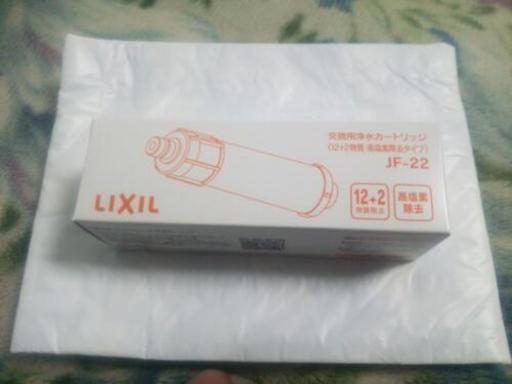 交換用浄水カートリッジ
(12+2物質・高塩素除去タイプ)
JF-22
LIXIL
12+2
物質除去
高塩素
除去